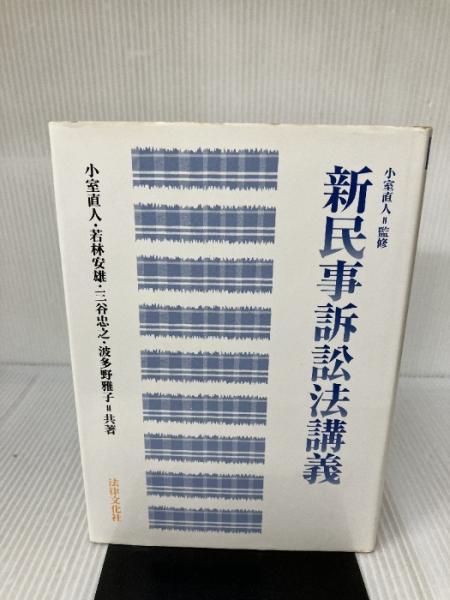 小室直人＝監修
新民事訴訟法講義
小室直人・若林安雄・三谷忠之・波多野雅子＝共著
法律文化社